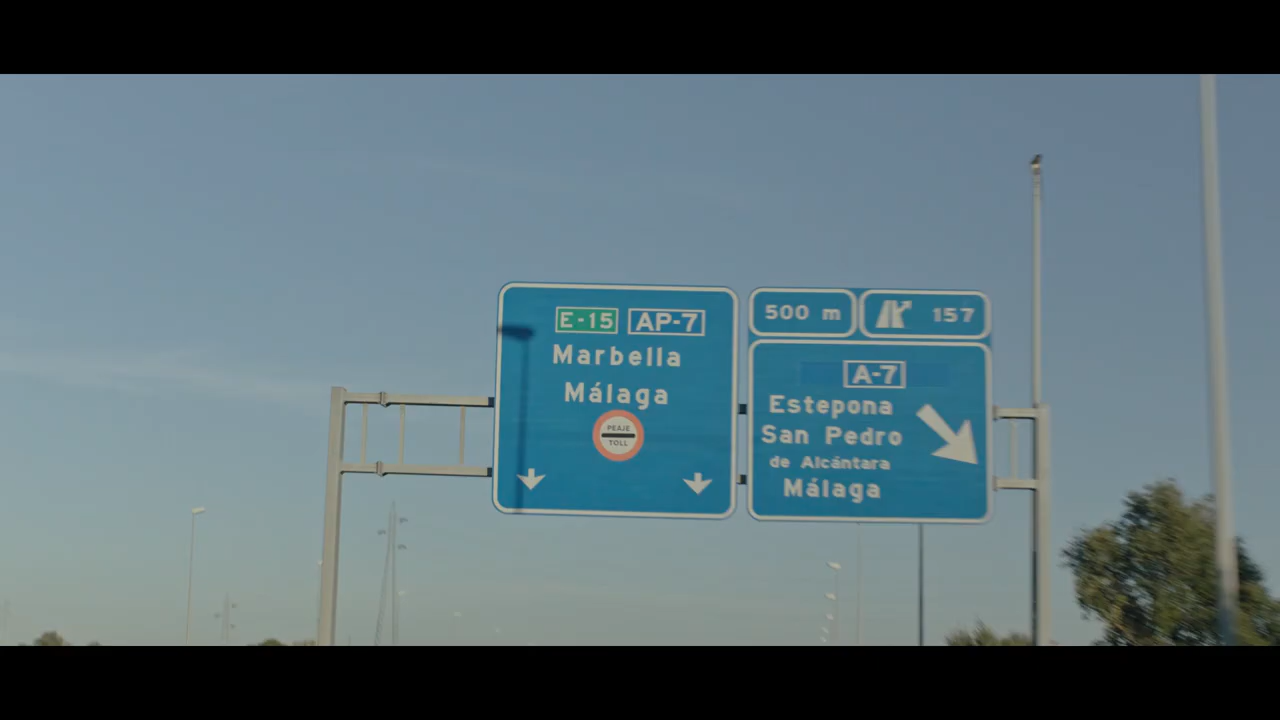 E-15 AP-7
Marbella
Málaga
PEAJE
TOLL
500 m 157
A-7
Estepona
San Pedro
de Alcántara
Málaga